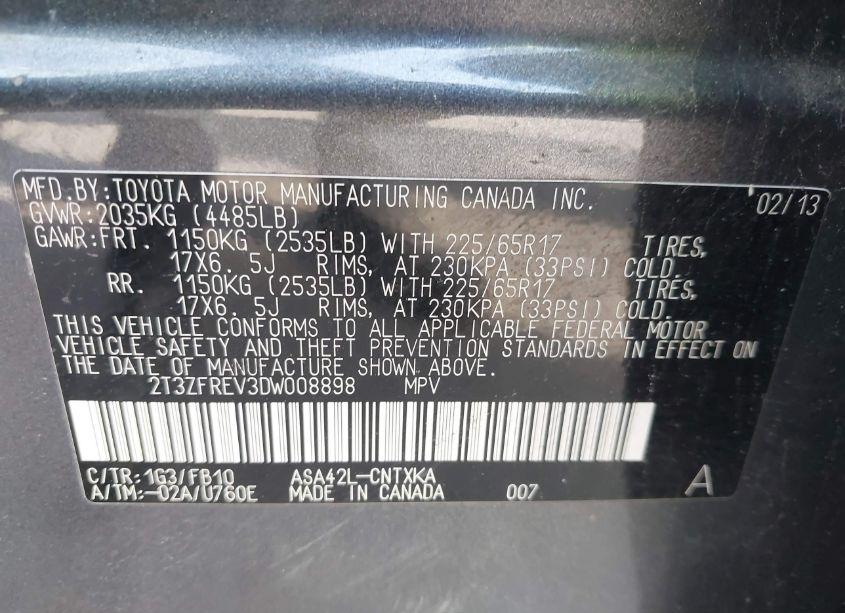 MFD.BY:TOYOTA MOTOR MANUFACTURING CANADA INC. 02/13
GVWR:2035KG (4485LB)
GAWR:FRT. 1150KG (2535LB) WITH 225/65R17 TIRES,
17X6. 5J RIMS, AT 230KPA (33PSI) COLD.
RR. 1150KG (2535LB) WITH 225/65R17 TIRES,
17X6. 5J RIMS, AT 230KPA (33PSI) COLD.
THIS VEHICLE CONFORMS TO ALL APPLICABLE FEDERAL MOTOR
VEHICLE SAFETY AND THEFT PREVENTION STANDARDS IN EFFECT ON
THE DATE OF MANUFACTURE SHOWN ABOVE.
2T3ZFREV3DW008898 MPV
C/TR:1G3/FB10 ASA42L-CNTXKA
A/TM:-02A/U760E MADE IN CANADA 007 A